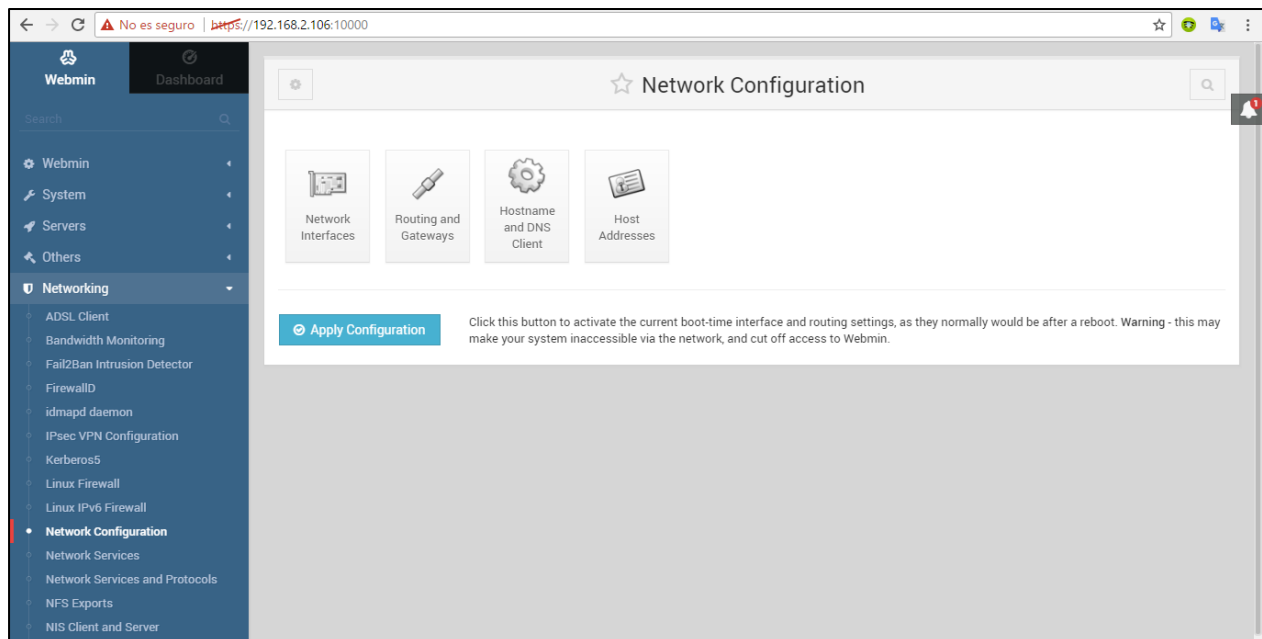 No es seguro | https://192.168.2.106:10000
Webmin
Dashboard
Search
Webmin
System
Servers
Others
Networking
ADSL Client
Bandwidth Monitoring
Fail2Ban Intrusion Detector
FirewallD
idmapd daemon
IPsec VPN Configuration
Kerberos5
Linux Firewall
Linux IPv6 Firewall
Network Configuration
Network Services
Network Services and Protocols
NFS Exports
NIS Client and Server
Network Configuration
1
Network
Interfaces
Routing and
Gateways
Hostname
and DNS
Client
Host
Addresses
Apply Configuration
Click this button to activate the current boot-time interface and routing settings, as they normally would be after a reboot. Warning - this may
make your system inaccessible via the network, and cut off access to Webmin.